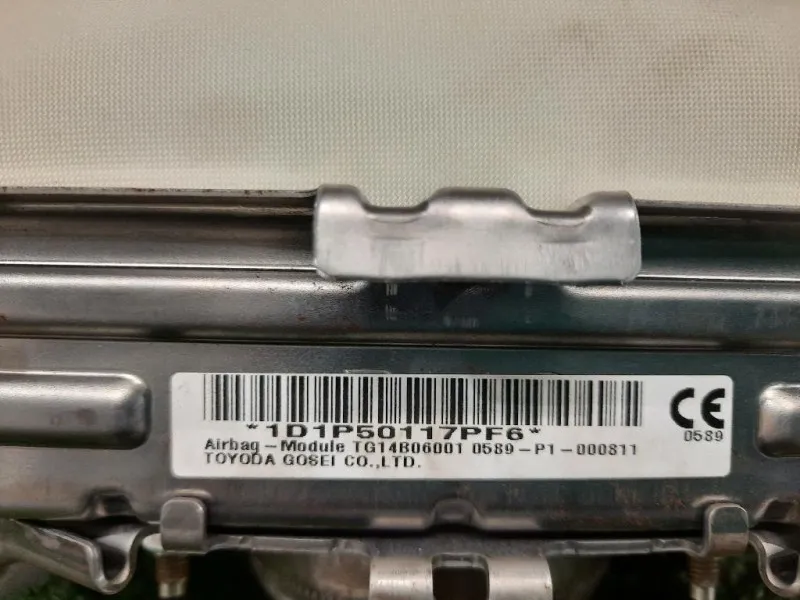 *1D1P50117PF6*
Airbag-Module TG14B06001 0589-P1-000811
TOYODA GOSEI CO.,LTD.
CE
0589